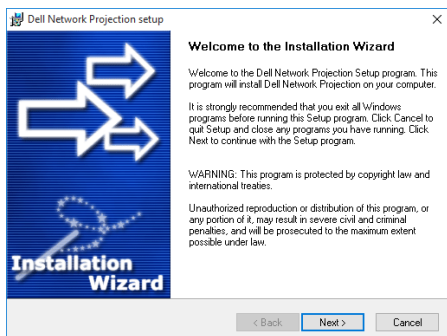 Dell Network Projection setup
Installation
Wizard
Welcome to the Installation Wizard
Welcome to the Dell Network Projection Setup program. This
program will install Dell Network Projection on your computer.
It is strongly recommended that you exit all Windows
programs before running this Setup program. Click Cancel to
quit Setup and close any programs you have running. Click
Next to continue with the Setup program.
WARNING: This program is protected by copyright law and
international treaties.
Unauthorized reproduction or distribution of this program, or
any portion of it, may result in severe civil and criminal
penalties, and will be prosecuted to the maximum extent
possible under law.
< Back Next > Cancel